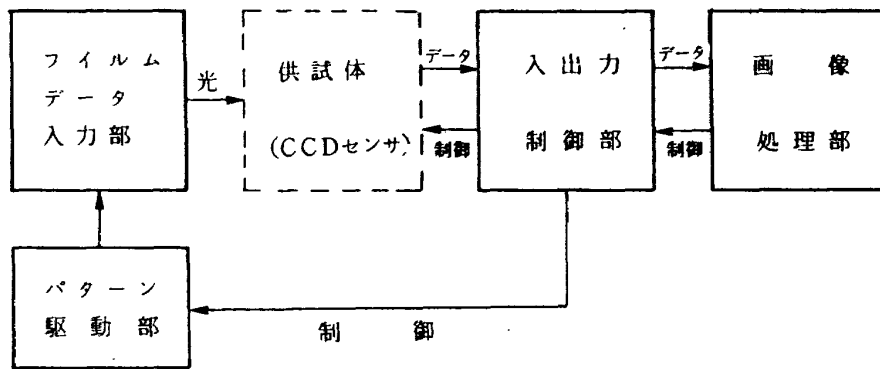 フイルム
データ
入力部
光
供試体
(CCDセンサ)
データ
制御
入出力
制御部
データ
制御
画像
処理部
パターン
駆動部
制御